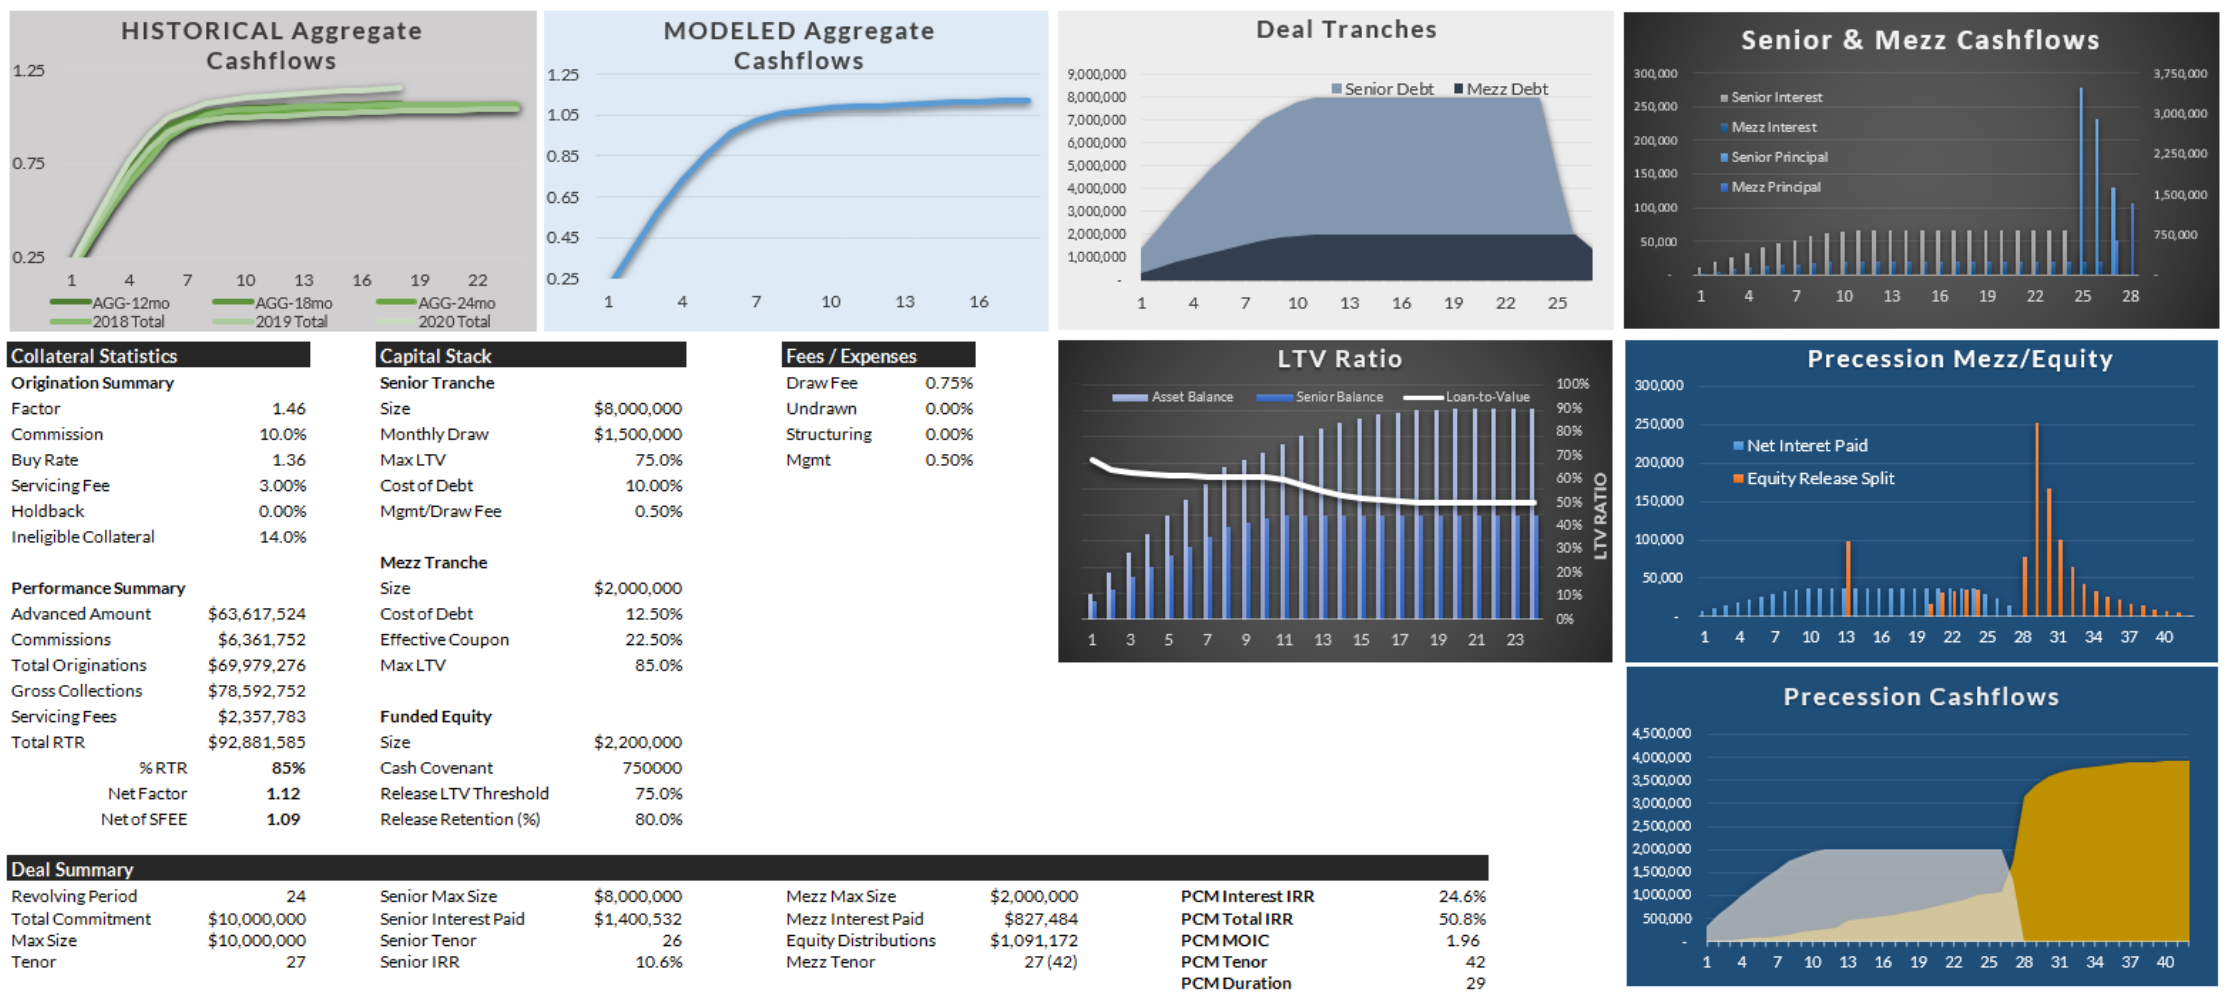 HISTORICAL Aggregate
Cashflows
1.25
0.75
0.25
1 4 7 10 13 16 19 22
AGG-12mo AGG-18mo AGG-24mo
2018 Total 2019 Total 2020 Total
MODELED Aggregate
Cashflows
1.25
1.05
0.85
0.65
0.45
0.25
1 4 7 10 13 16
Deal Tranches
9,000,000
8,000,000
7,000,000
6,000,000
5,000,000
4,000,000
3,000,000
2,000,000
1,000,000
-
Senior Debt Mezz Debt
1 4 7 10 13 16 19 22 25
Senior & Mezz Cashflows
300,000 3,750,000
250,000 3,000,000
200,000 2,250,000
150,000 1,500,000
100,000 750,000
50,000 -
-
Senior Interest
Mezz Interest
Senior Principal
Mezz Principal
1 4 7 10 13 16 19 22 25 28
Collateral Statistics
Origination Summary
Factor 1.46
Commission 10.0%
Buy Rate 1.36
Servicing Fee 3.00%
Holdback 0.00%
Ineligible Collateral 14.0%
Performance Summary
Advanced Amount $63,617,524
Commissions $6,361,752
Total Originations $69,979,276
Gross Collections $78,592,752
Servicing Fees $2,357,783
Total RTR $92,881,585
% RTR 85%
Net Factor 1.12
Net of SFEE 1.09
Capital Stack
Senior Tranche
Size $8,000,000
Monthly Draw $1,500,000
Max LTV 75.0%
Cost of Debt 10.00%
Mgmt/Draw Fee 0.50%
Mezz Tranche
Size $2,000,000
Cost of Debt 12.50%
Effective Coupon 22.50%
Max LTV 85.0%
Funded Equity
Size $2,200,000
Cash Covenant 750000
Release LTV Threshold 75.0%
Release Retention (%) 80.0%
Fees / Expenses
Draw Fee 0.75%
Undrawn 0.00%
Structuring 0.00%
Mgmt 0.50%
LTV Ratio
Asset Balance Senior Balance Loan-to-Value
100%
90%
80%
70%
60%
50%
40%
30%
20%
10%
0%
LTV RATIO
1 3 5 7 9 11 13 15 17 19 21 23
Precession Mezz/Equity
300,000
250,000
200,000
150,000
100,000
50,000
-
Net Interet Paid
Equity Release Split
1 4 7 10 13 16 19 22 25 28 31 34 37 40
Precession Cashflows
4,500,000
4,000,000
3,500,000
3,000,000
2,500,000
2,000,000
1,500,000
1,000,000
500,000
-
1 4 7 10 13 16 19 22 25 28 31 34 37 40
Deal Summary
Revolving Period 24 Senior Max Size $8,000,000 Mezz Max Size $2,000,000 PCM Interest IRR 24.6%
Total Commitment $10,000,000 Senior Interest Paid $1,400,532 Mezz Interest Paid $827,484 PCM Total IRR 50.8%
Max Size $10,000,000 Senior Tenor 26 Equity Distributions $1,091,172 PCM MOIC 1.96
Tenor 27 Senior IRR 10.6% Mezz Tenor 27 (42) PCM Tenor 42
PCM Duration 29